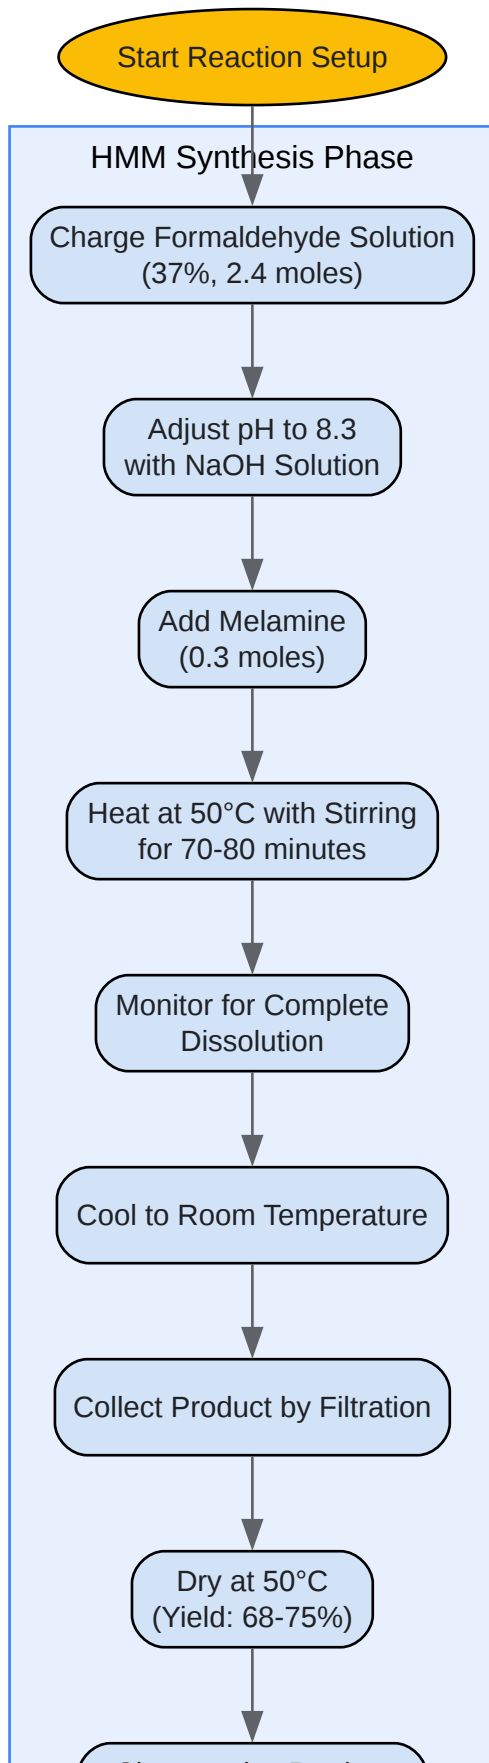 Start Reaction Setup
HMM Synthesis Phase
Charge Formaldehyde Solution
(37%, 2.4 moles)
Adjust pH to 8.3
with NaOH Solution
Add Melamine
(0.3 moles)
Heat at 50°C with Stirring
for 70-80 minutes
Monitor for Complete
Dissolution
Cool to Room Temperature
Collect Product by Filtration
Dry at 50°C
(Yield: 68-75%)